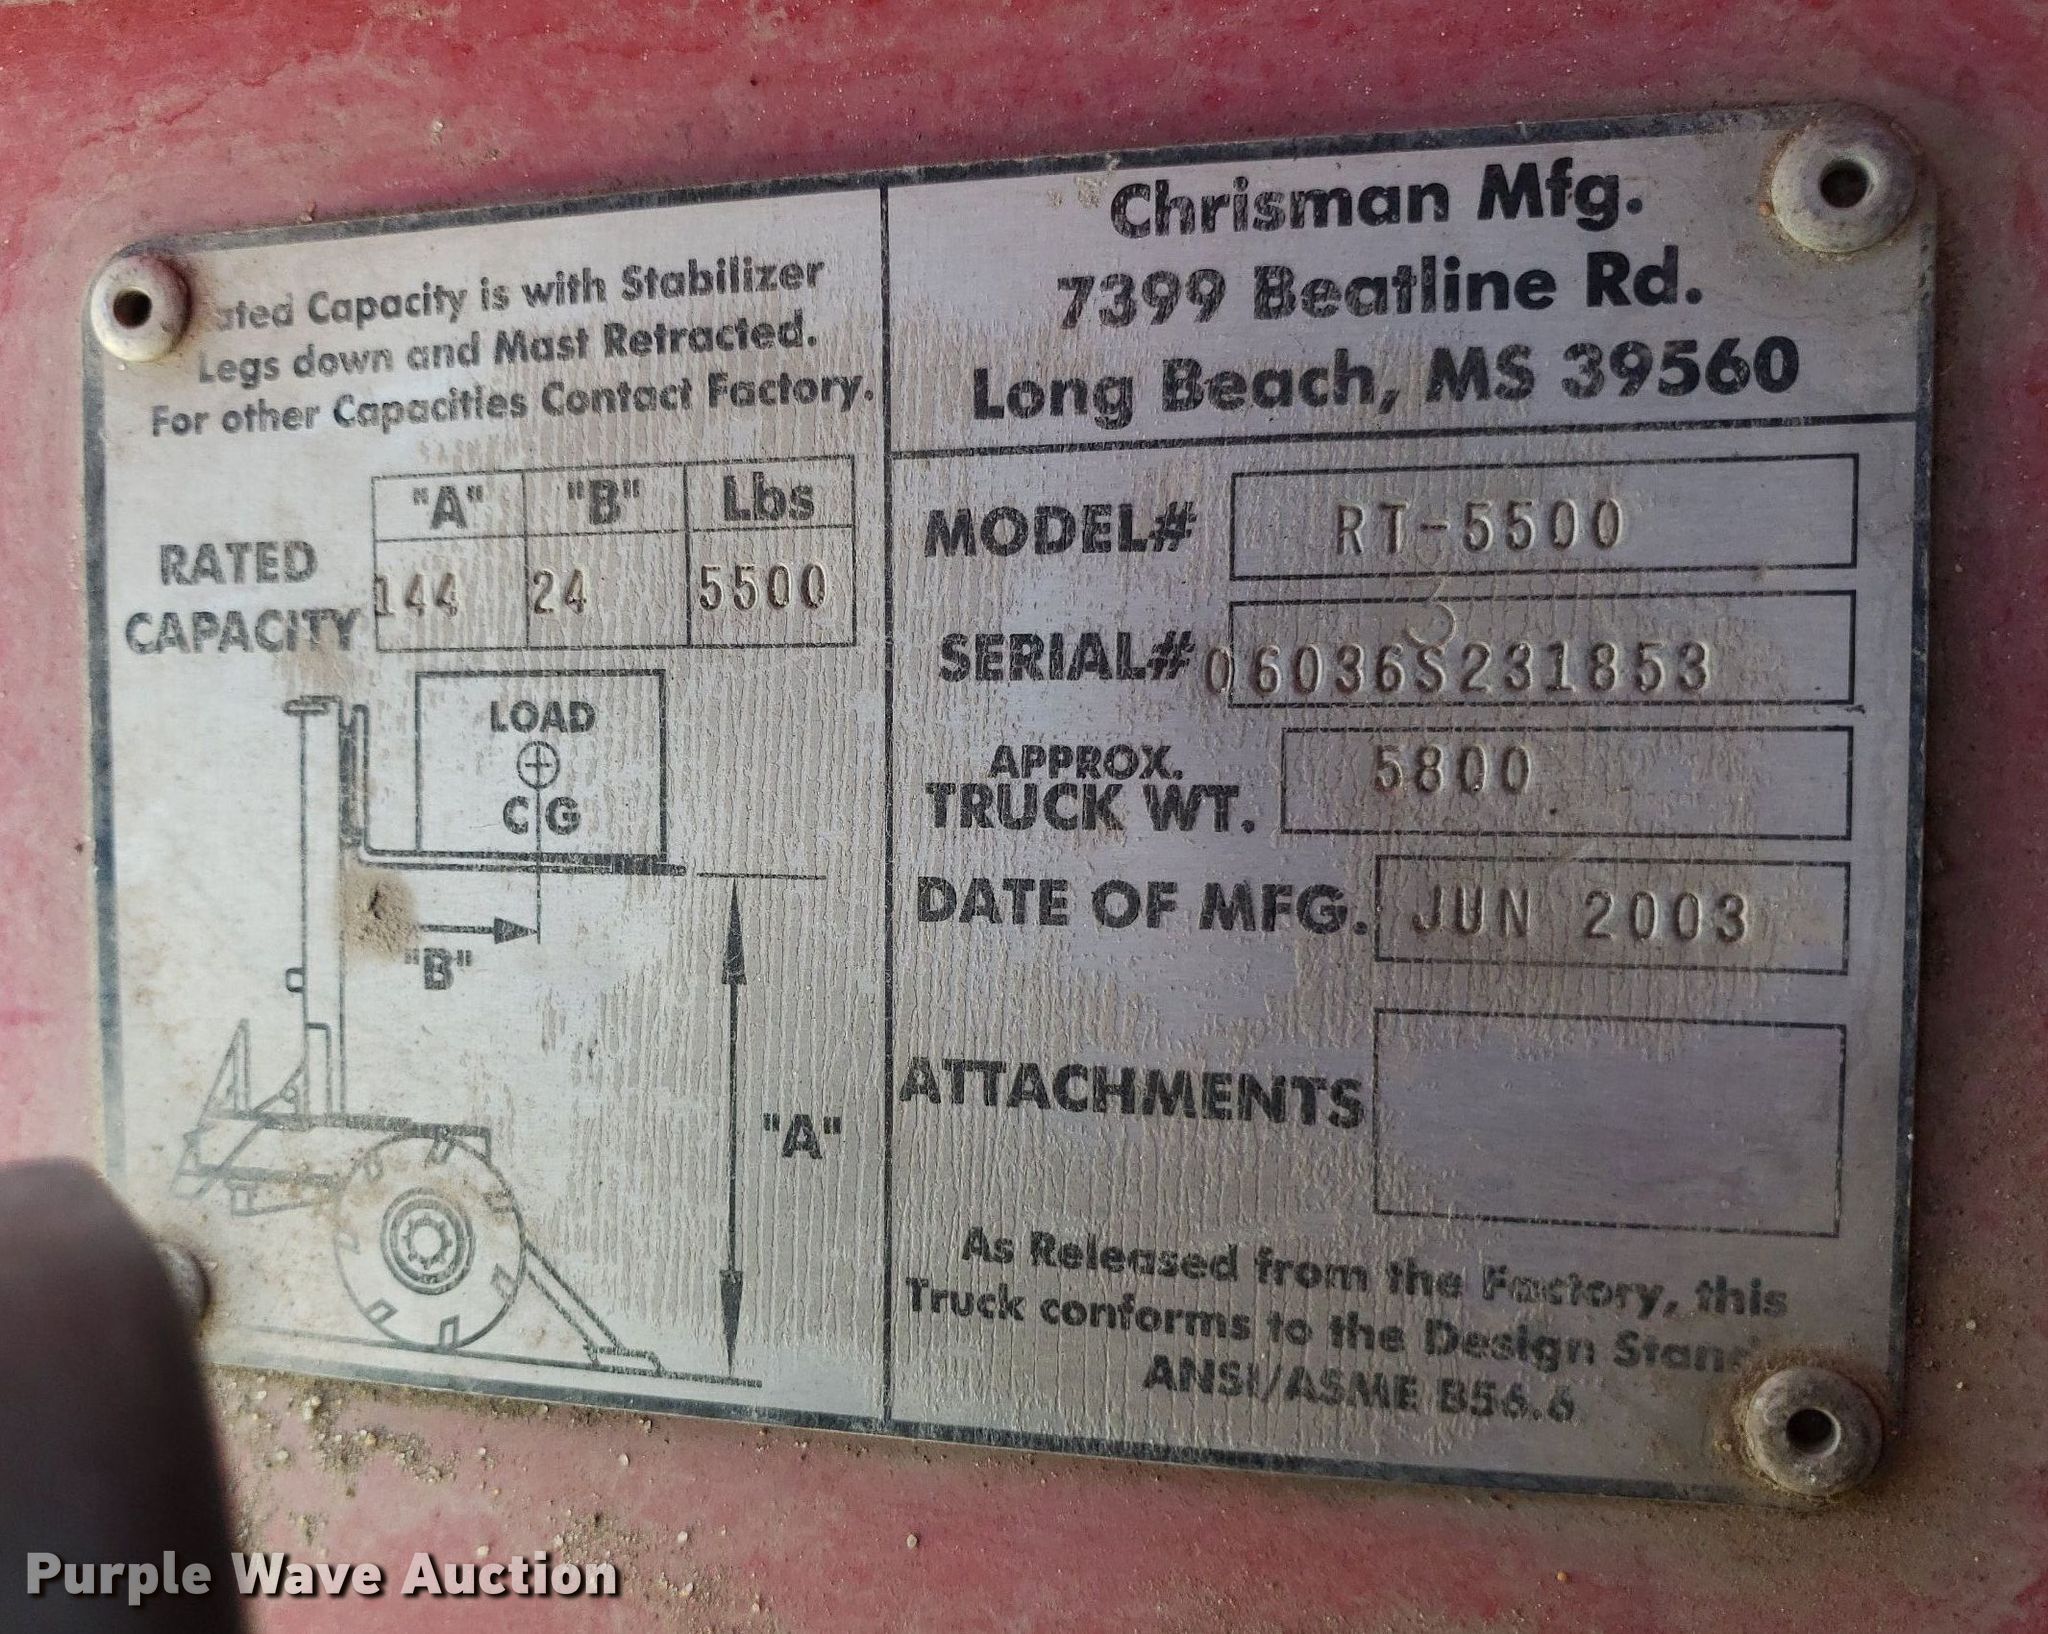 Rated Capacity is with Stabilizer
Legs down and Mast Retracted.
For other Capacities Contact Factory.
"A" "B" Lbs
RATED
CAPACITY
144 24 5500
LOAD
CG
"B"
"A"
Chrisman Mfg.
7399 Beatline Rd.
Long Beach, MS 39560
MODEL# RT-5500
SERIAL# 06036S231853
APPROX.
TRUCK WT. 5800
DATE OF MFG. JUN 2003
ATTACHMENTS
As Released from the Factory, this
Truck conforms to the Design
ANSI/ASME B56.6
Purple Wave Auction